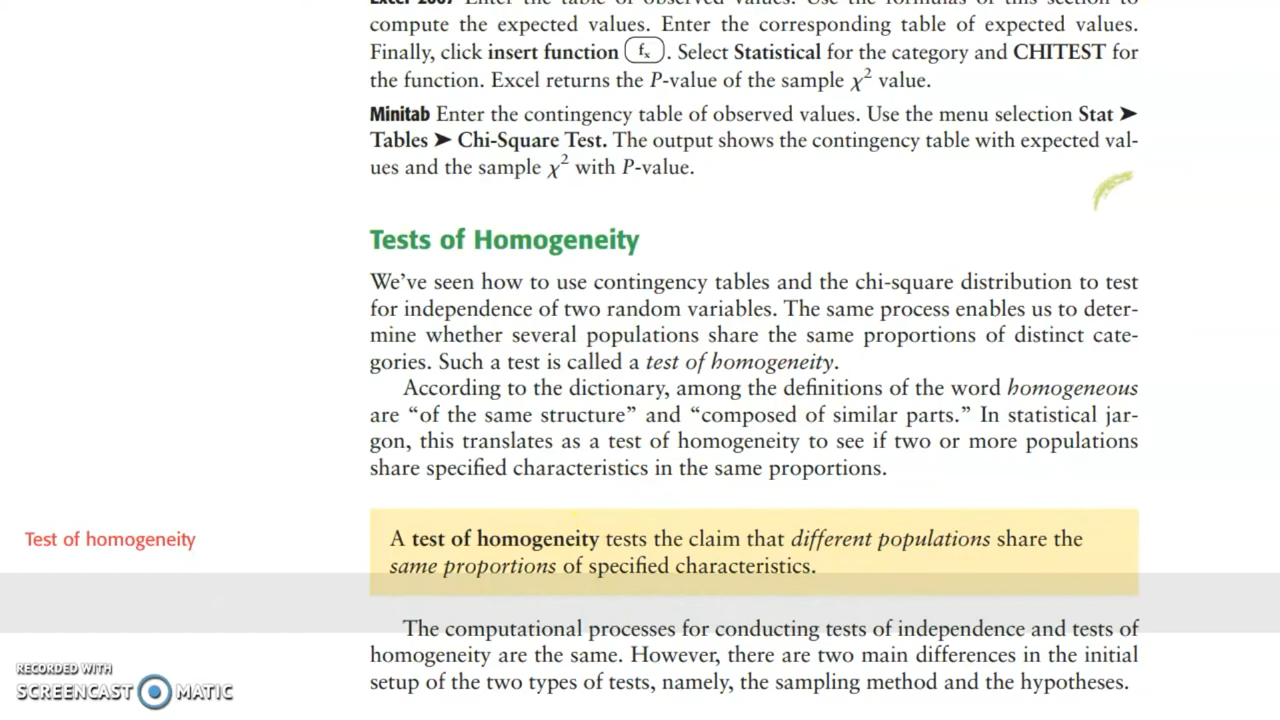 compute the expected values. Enter the corresponding table of expected values.
Finally, click insert function (fx). Select Statistical for the category and CHITEST for
the function. Excel returns the P-value of the sample χ² value.
Minitab Enter the contingency table of observed values. Use the menu selection Stat ➤
Tables ➤ Chi-Square Test. The output shows the contingency table with expected val-
ues and the sample χ² with P-value.
Tests of Homogeneity
We've seen how to use contingency tables and the chi-square distribution to test
for independence of two random variables. The same process enables us to deter-
mine whether several populations share the same proportions of distinct cate-
gories. Such a test is called a test of homogeneity.
According to the dictionary, among the definitions of the word homogeneous
are “of the same structure” and “composed of similar parts.” In statistical jar-
gon, this translates as a test of homogeneity to see if two or more populations
share specified characteristics in the same proportions.
Test of homogeneity
A test of homogeneity tests the claim that different populations share the
same proportions of specified characteristics.
The computational processes for conducting tests of independence and tests of
homogeneity are the same. However, there are two main differences in the initial
setup of the two types of tests, namely, the sampling method and the hypotheses.
RECORDED WITH
SCREENCAST MATIC